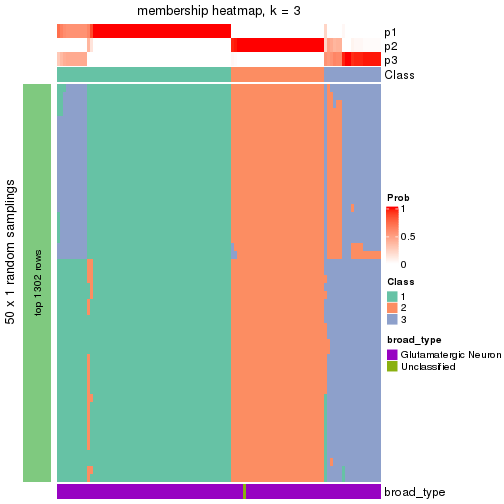 membership heatmap, k = 3
p1
p2
p3
Class
50 x 1 random samplings
top 1302 rows
Prob
1
0.5
0
Class
1
2
3
broad_type
Glutamatergic Neuron
Unclassified
broad_type